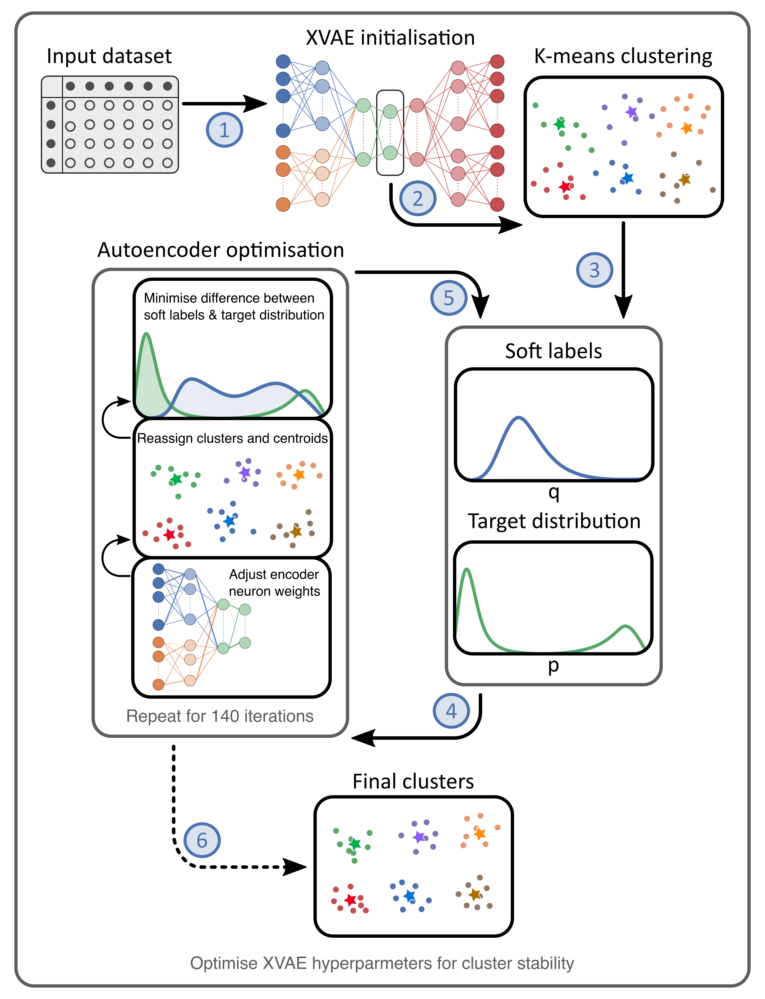 XVAE initialisation
Input dataset
K-means clustering
1
2
3
Autoencoder optimisation
Minimise difference between
soft labels & target distribution
5
Soft labels
q
Reassign clusters and centroids
Target distribution
p
Adjust encoder
neuron weights
Repeat for 140 iterations
4
Final clusters
6
Optimise XVAE hyperparmeters for cluster stability